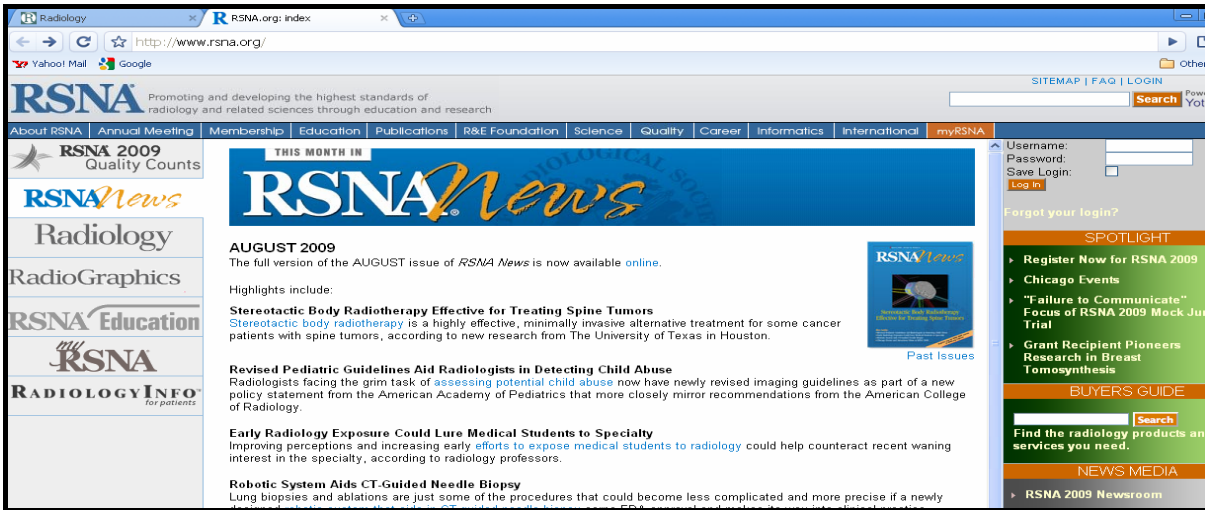 Radiology
RSNA.org: index
http://www.rsna.org/
Yahoo! Mail
Google
Other
RSNA
Promoting and developing the highest standards of
radiology and related sciences through education and research
SITEMAP | FAQ | LOGIN
Search
About RSNA
Annual Meeting
Membership
Education
Publications
R&E Foundation
Science
Quality
Career
Informatics
International
myRSNA
RSNA 2009
Quality Counts
RSNA News
Radiology
RadioGraphics
RSNA Education
myRSNA
RADIOLOGYINFO
for patients
THIS MONTH IN
RSNA News
AUGUST 2009
The full version of the AUGUST issue of RSNA News is now available online.
Highlights include:
Stereotactic Body Radiotherapy Effective for Treating Spine Tumors
Stereotactic body radiotherapy is a highly effective, minimally invasive alternative treatment for some cancer
patients with spine tumors, according to new research from The University of Texas in Houston.
Revised Pediatric Guidelines Aid Radiologists in Detecting Child Abuse
Radiologists facing the grim task of assessing potential child abuse now have newly revised imaging guidelines as part of a new
policy statement from the American Academy of Pediatrics that more closely mirror recommendations from the American College
of Radiology.
Early Radiology Exposure Could Lure Medical Students to Specialty
Improving perceptions and increasing early efforts to expose medical students to radiology could help counteract recent waning
interest in the specialty, according to radiology professors.
Robotic System Aids CT-Guided Needle Biopsy
Lung biopsies and ablations are just some of the procedures that could become less complicated and more precise if a newly
RSNA News
Stereotactic Body Radiotherapy
Effective for Treating Spine Tumors
Past Issues
Username:
Password:
Save Login:
Log In
Forgot your login?
SPOTLIGHT
Register Now for RSNA 2009
Chicago Events
"Failure to Communicate"
Focus of RSNA 2009 Mock Ju
Trial
Grant Recipient Pioneers
Research in Breast
Tomosynthesis
BUYERS GUIDE
Search
Find the radiology products an
services you need.
NEWS MEDIA
RSNA 2009 Newsroom